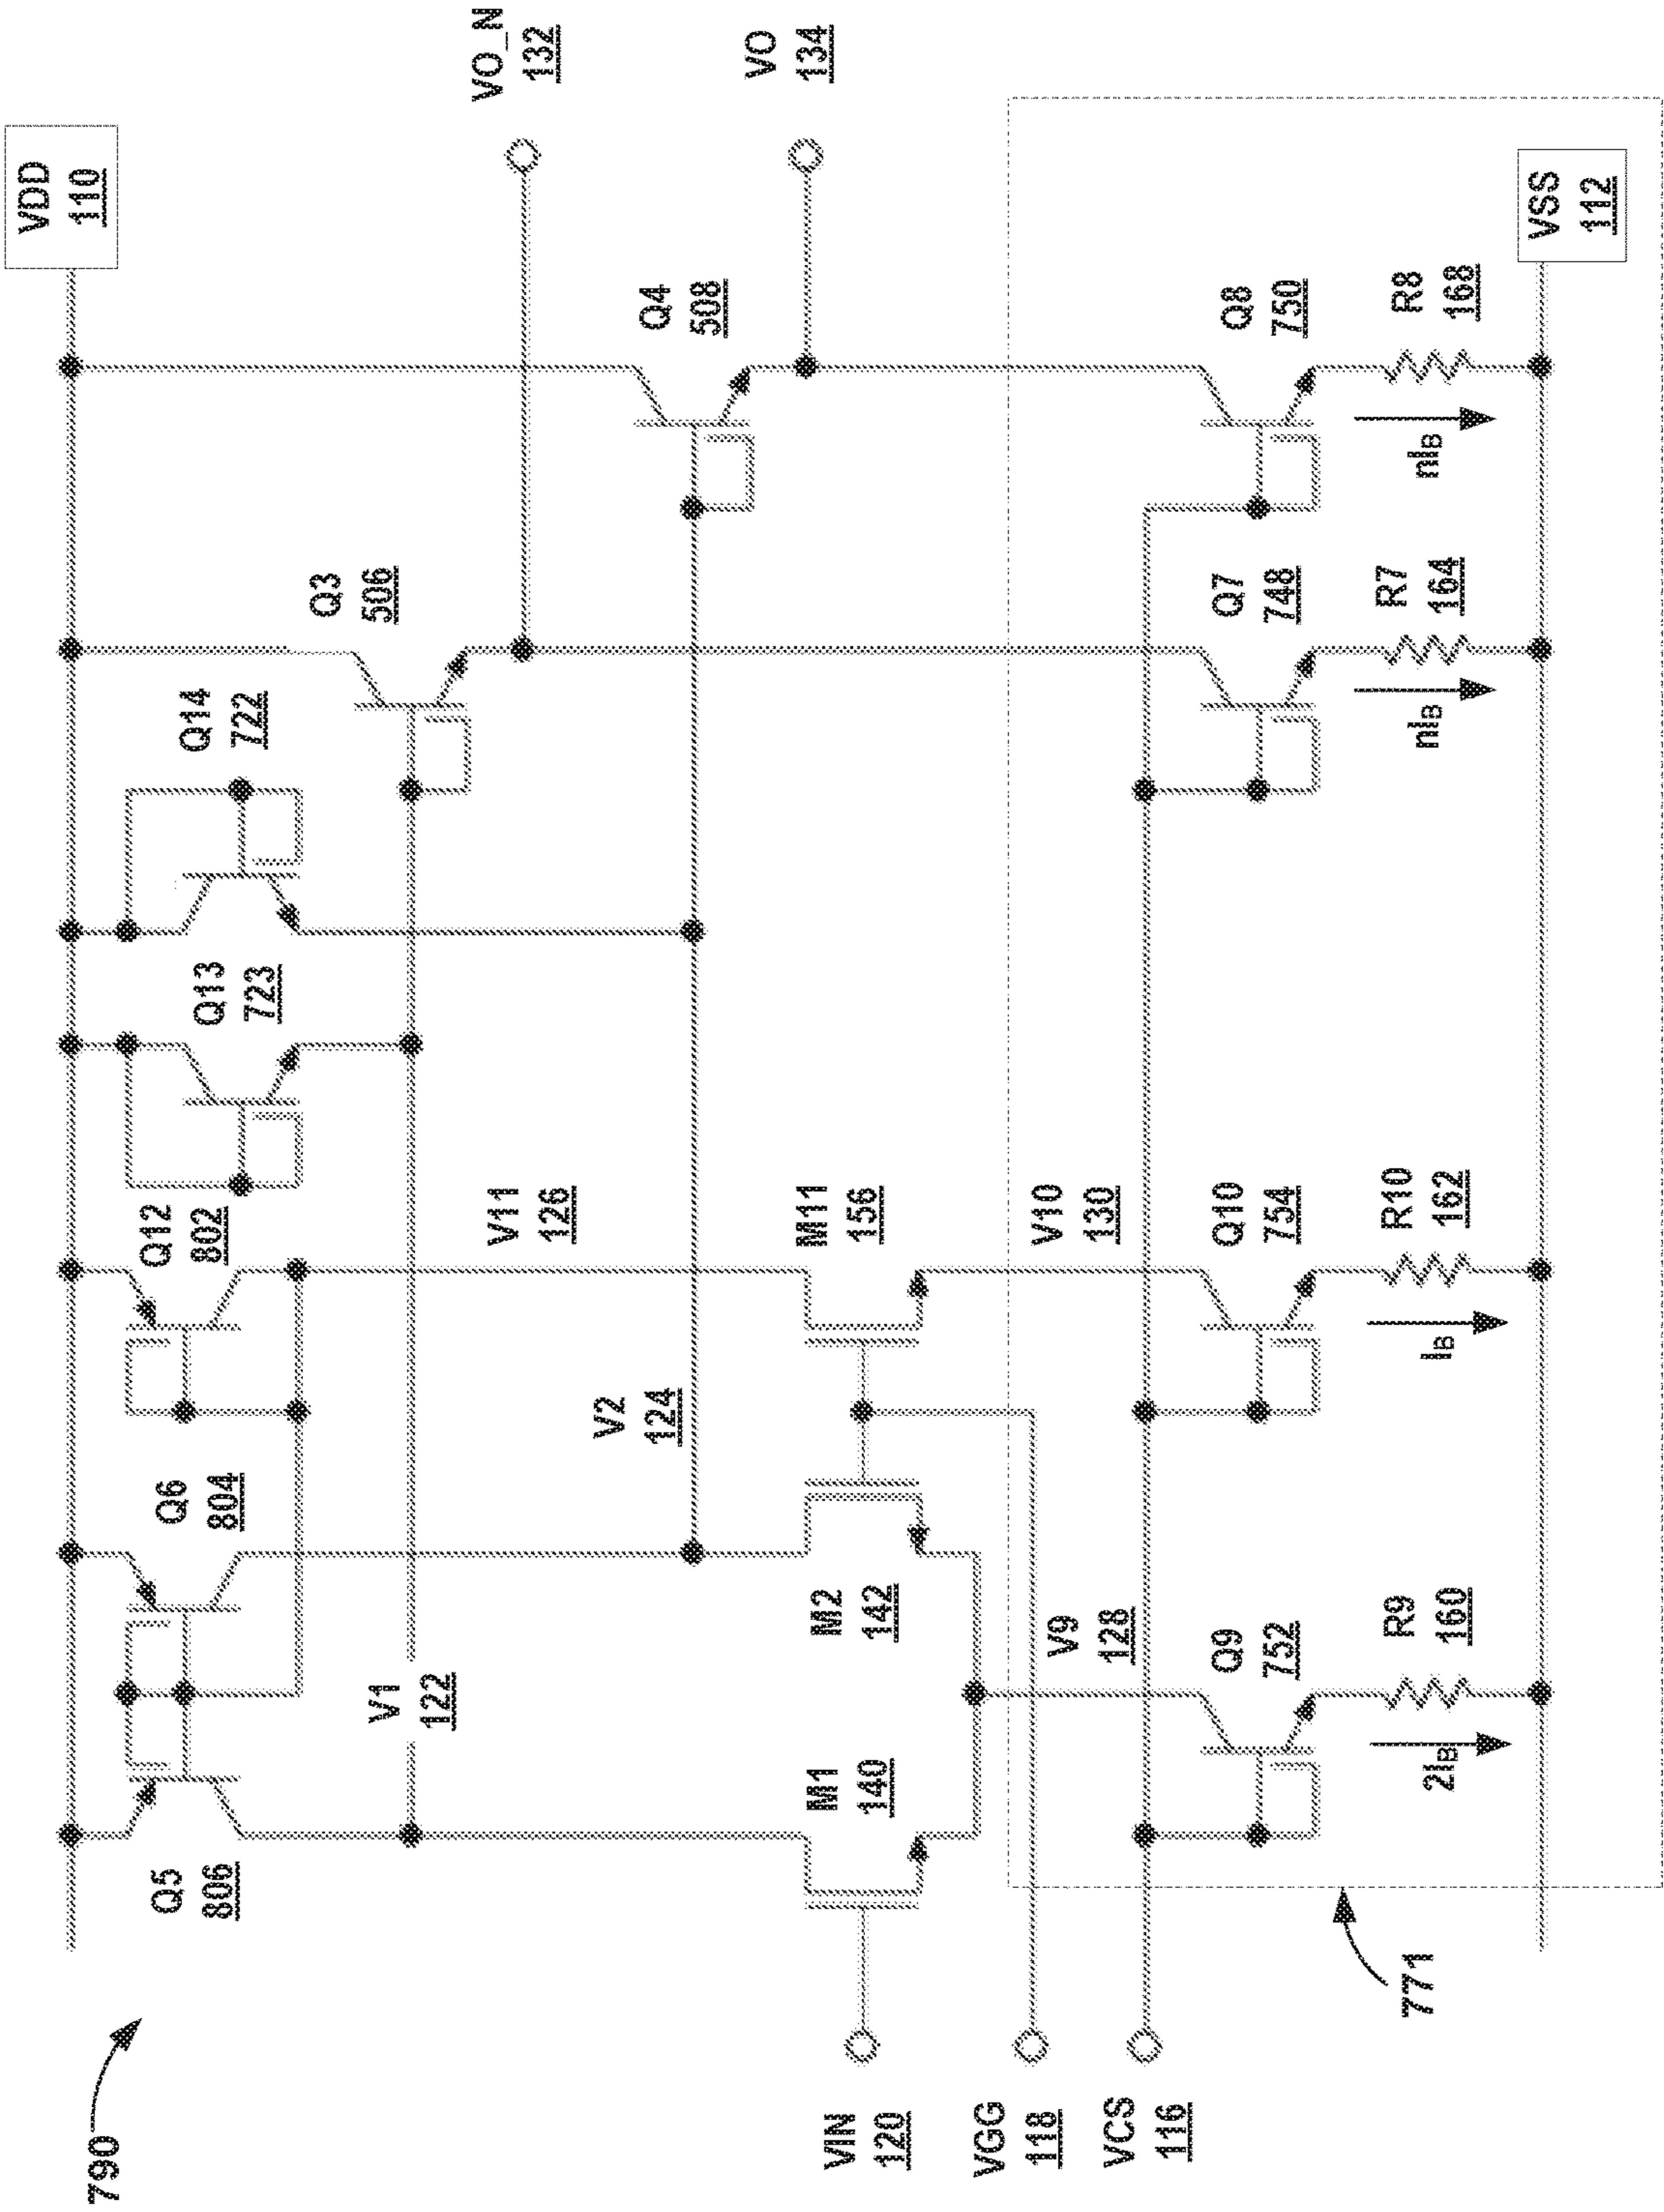 790
VDD
110
Q5
806
Q6
804
Q12
802
Q13
723
Q14
722
Q3
506
VO_N
132
V1
122
V2
124
V11
126
Q4
508
VO
134
VIN
120
M1
140
M2
142
M11
156
VGG
118
V9
128
V10
130
VCS
116
Q9
752
Q10
754
Q7
748
Q8
750
2IB
R9
160
IB
R10
162
nIB
R7
164
nIB
R8
168
771
VSS
112